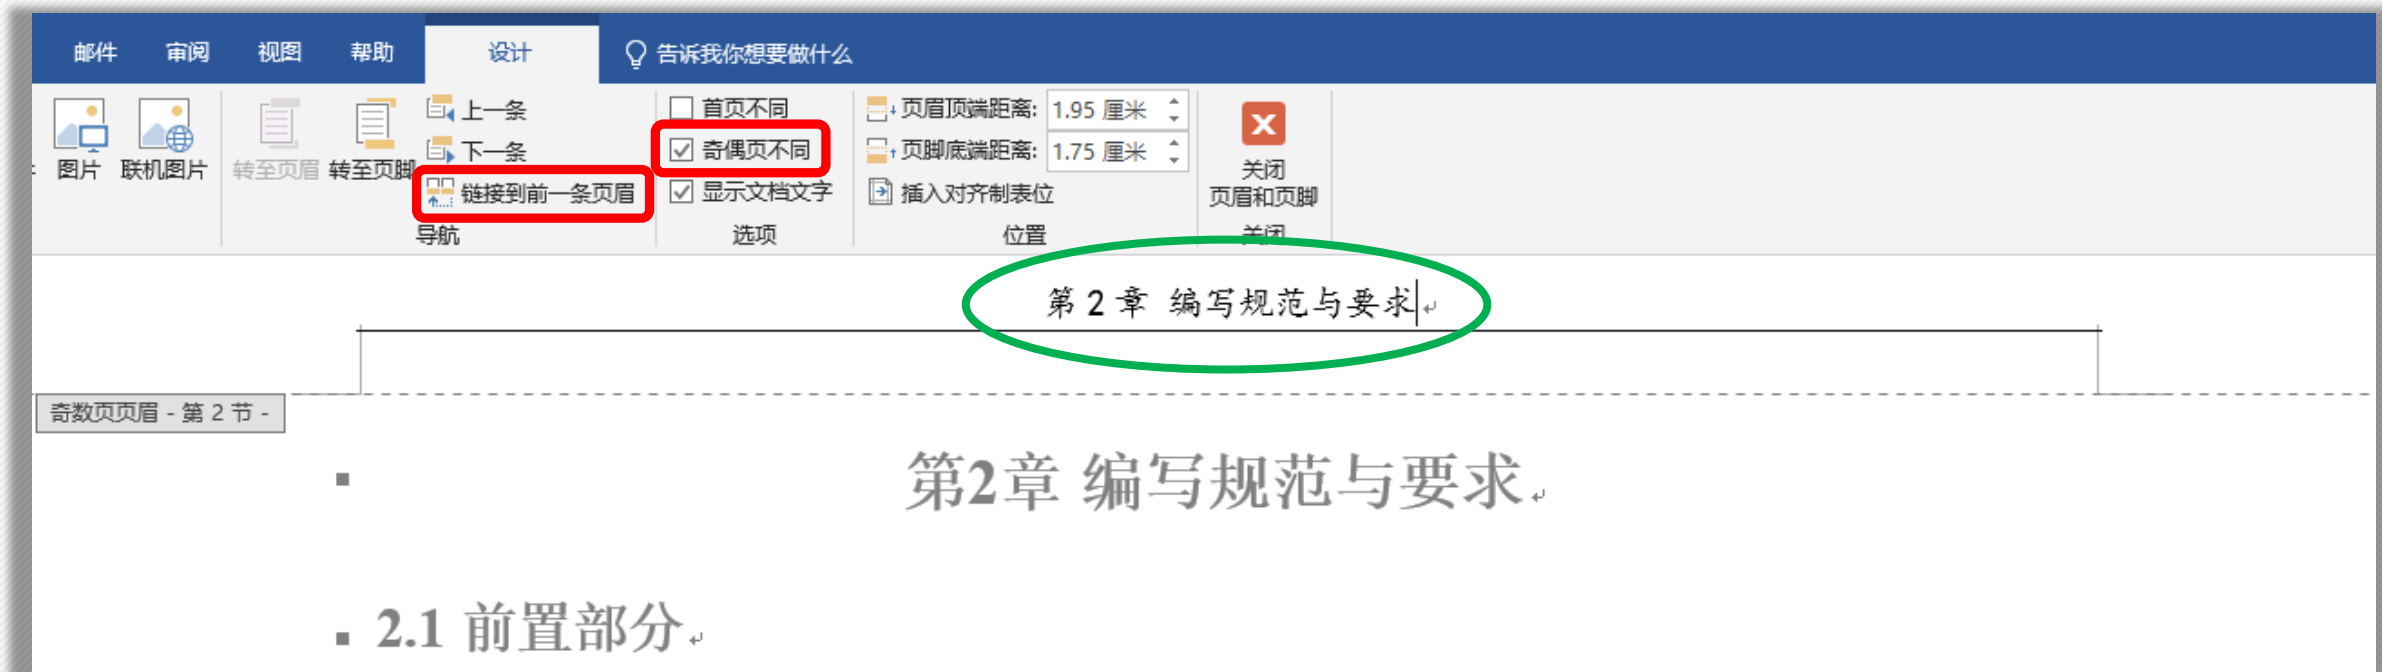 邮件 审阅 视图 帮助 设计 告诉我你想要做什么
上一条 首页不同 页眉顶端距离: 1.95 厘米
下一条 奇偶页不同 页脚底端距离: 1.75 厘米
图片 联机图片 转至页眉 转至页脚 关闭
链接到前一条页眉 显示文档文字 插入对齐制表位 页眉和页脚
导航 选项 位置 关闭
第 2 章 编写规范与要求
奇数页页眉 - 第 2 节 -
第2章 编写规范与要求
2.1 前置部分